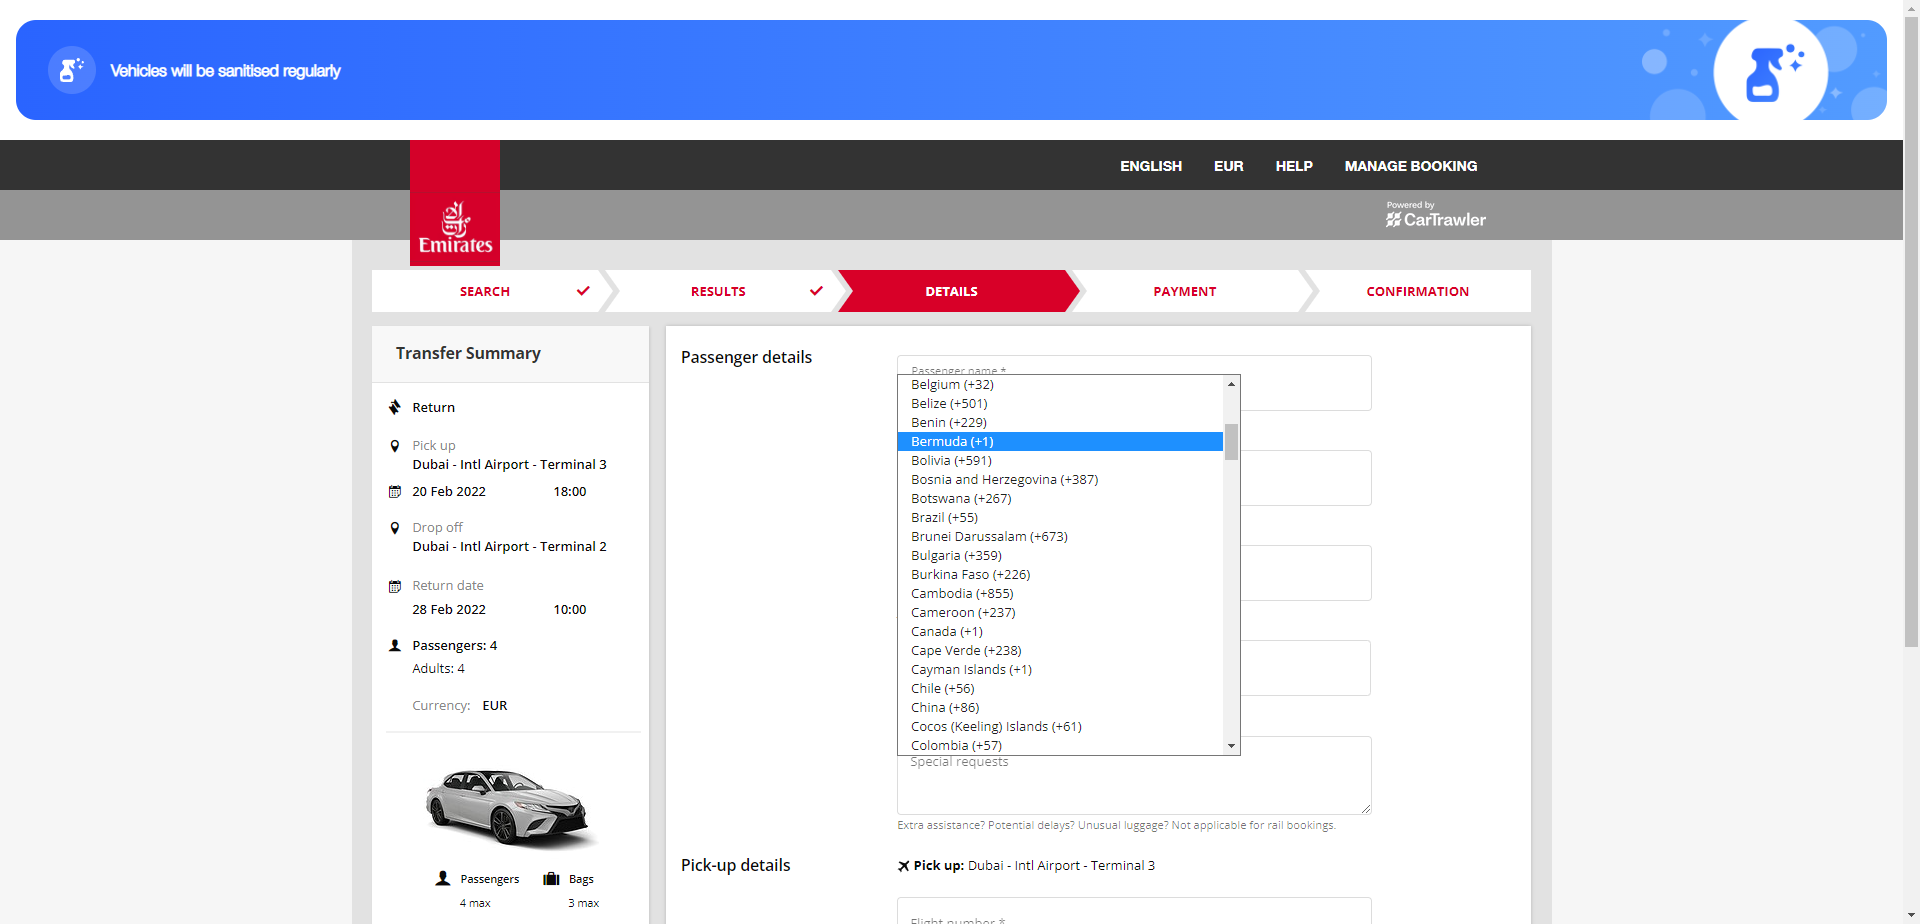 Vehicles will be sanitised regularly
ENGLISH EUR HELP MANAGE BOOKING
Powered by
CarTrawler
Emirates
SEARCH RESULTS DETAILS PAYMENT CONFIRMATION
Transfer Summary
Return
Pick up
Dubai - Intl Airport - Terminal 3
20 Feb 2022 18:00
Drop off
Dubai - Intl Airport - Terminal 2
Return date
28 Feb 2022 10:00
Passengers: 4
Adults: 4
Currency: EUR
Passengers Bags
4 max 3 max
Passenger details
Passenger name *
Belgium (+32)
Belize (+501)
Benin (+229)
Bermuda (+1)
Bolivia (+591)
Bosnia and Herzegovina (+387)
Botswana (+267)
Brazil (+55)
Brunei Darussalam (+673)
Bulgaria (+359)
Burkina Faso (+226)
Cambodia (+855)
Cameroon (+237)
Canada (+1)
Cape Verde (+238)
Cayman Islands (+1)
Chile (+56)
China (+86)
Cocos (Keeling) Islands (+61)
Colombia (+57)
Special requests
Extra assistance? Potential delays? Unusual luggage? Not applicable for rail bookings.
Pick-up details
Pick up: Dubai - Intl Airport - Terminal 3
Flight number *